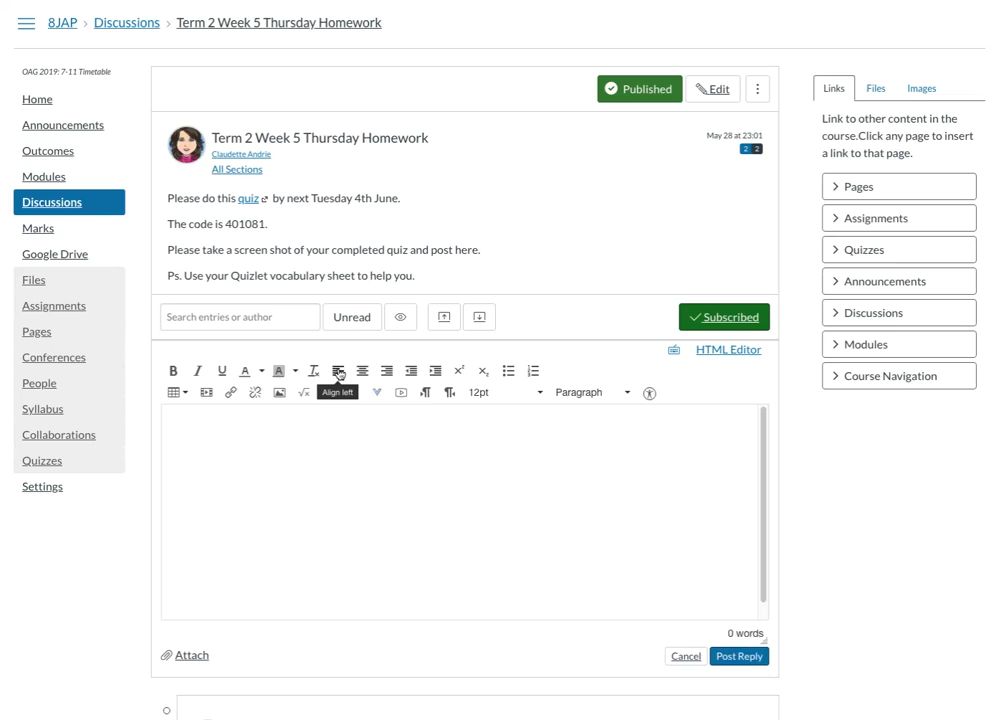 8JAP › Discussions › Term 2 Week 5 Thursday Homework
OAG 2019: 7-11 Timetable
Home
Announcements
Outcomes
Modules
Discussions
Marks
Google Drive
Files
Assignments
Pages
Conferences
People
Syllabus
Collaborations
Quizzes
Settings
Published
Edit
Term 2 Week 5 Thursday Homework
May 28 at 23:01
Claudette Andrie
2 2
All Sections
Please do this quiz by next Tuesday 4th June.
The code is 401081.
Please take a screen shot of your completed quiz and post here.
Ps. Use your Quizlet vocabulary sheet to help you.
Search entries or author
Unread
Subscribed
HTML Editor
B I U A A Tx x² x₂
√x
Align left
12pt
Paragraph
0 words
Attach
Cancel
Post Reply
Links
Files
Images
Link to other content in the
course.Click any page to insert
a link to that page.
Pages
Assignments
Quizzes
Announcements
Discussions
Modules
Course Navigation